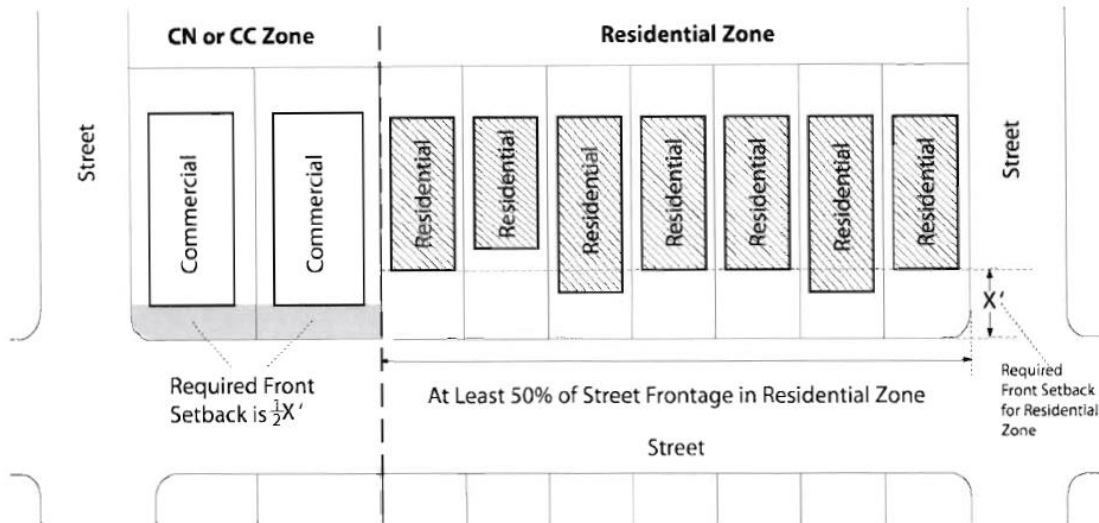 CN or CC Zone
Residential Zone
Street
Commercial
Commercial
Residential
Residential
Residential
Residential
Residential
Residential
Residential
Street
X'
Required Front
Setback is ½X'
At Least 50% of Street Frontage in Residential Zone
Required
Front Setback
for Residential
Zone
Street